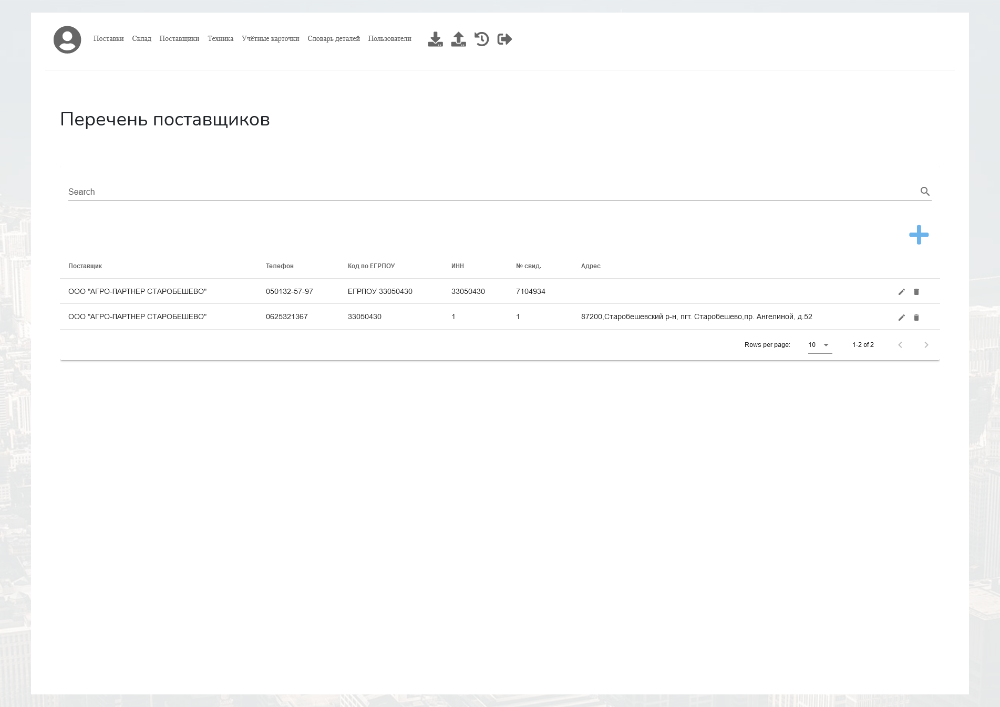 Поставки Склад Поставщики Техника Учётные карточки Словарь деталей Пользователи
Перечень поставщиков
Search
Поставщик Телефон Код по ЕГРПОУ ИНН № свид. Адрес
ООО "АГРО-ПАРТНЕР СТАРОБЕШЕВО" 050132-57-97 ЕГРПОУ 33050430 33050430 7104934
ООО "АГРО-ПАРТНЕР СТАРОБЕШЕВО" 0625321367 33050430 1 1 87200,Старобешевский р-н, пгт. Старобешево,пр. Ангелиной, д.52
Rows per page: 10 1-2 of 2